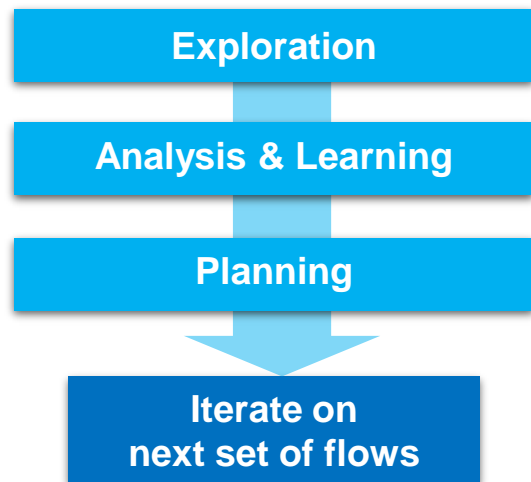 Exploration
Analysis & Learning
Planning
Iterate on
next set of flows